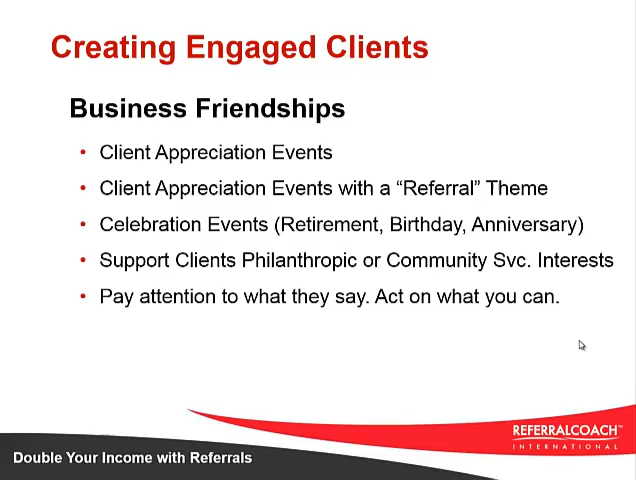 Creating Engaged Clients
Business Friendships
• Client Appreciation Events
• Client Appreciation Events with a “Referral” Theme
• Celebration Events (Retirement, Birthday, Anniversary)
• Support Clients Philanthropic or Community Svc. Interests
• Pay attention to what they say. Act on what you can.
REFERRALCOACH™
INTERNATIONAL
Double Your Income with Referrals